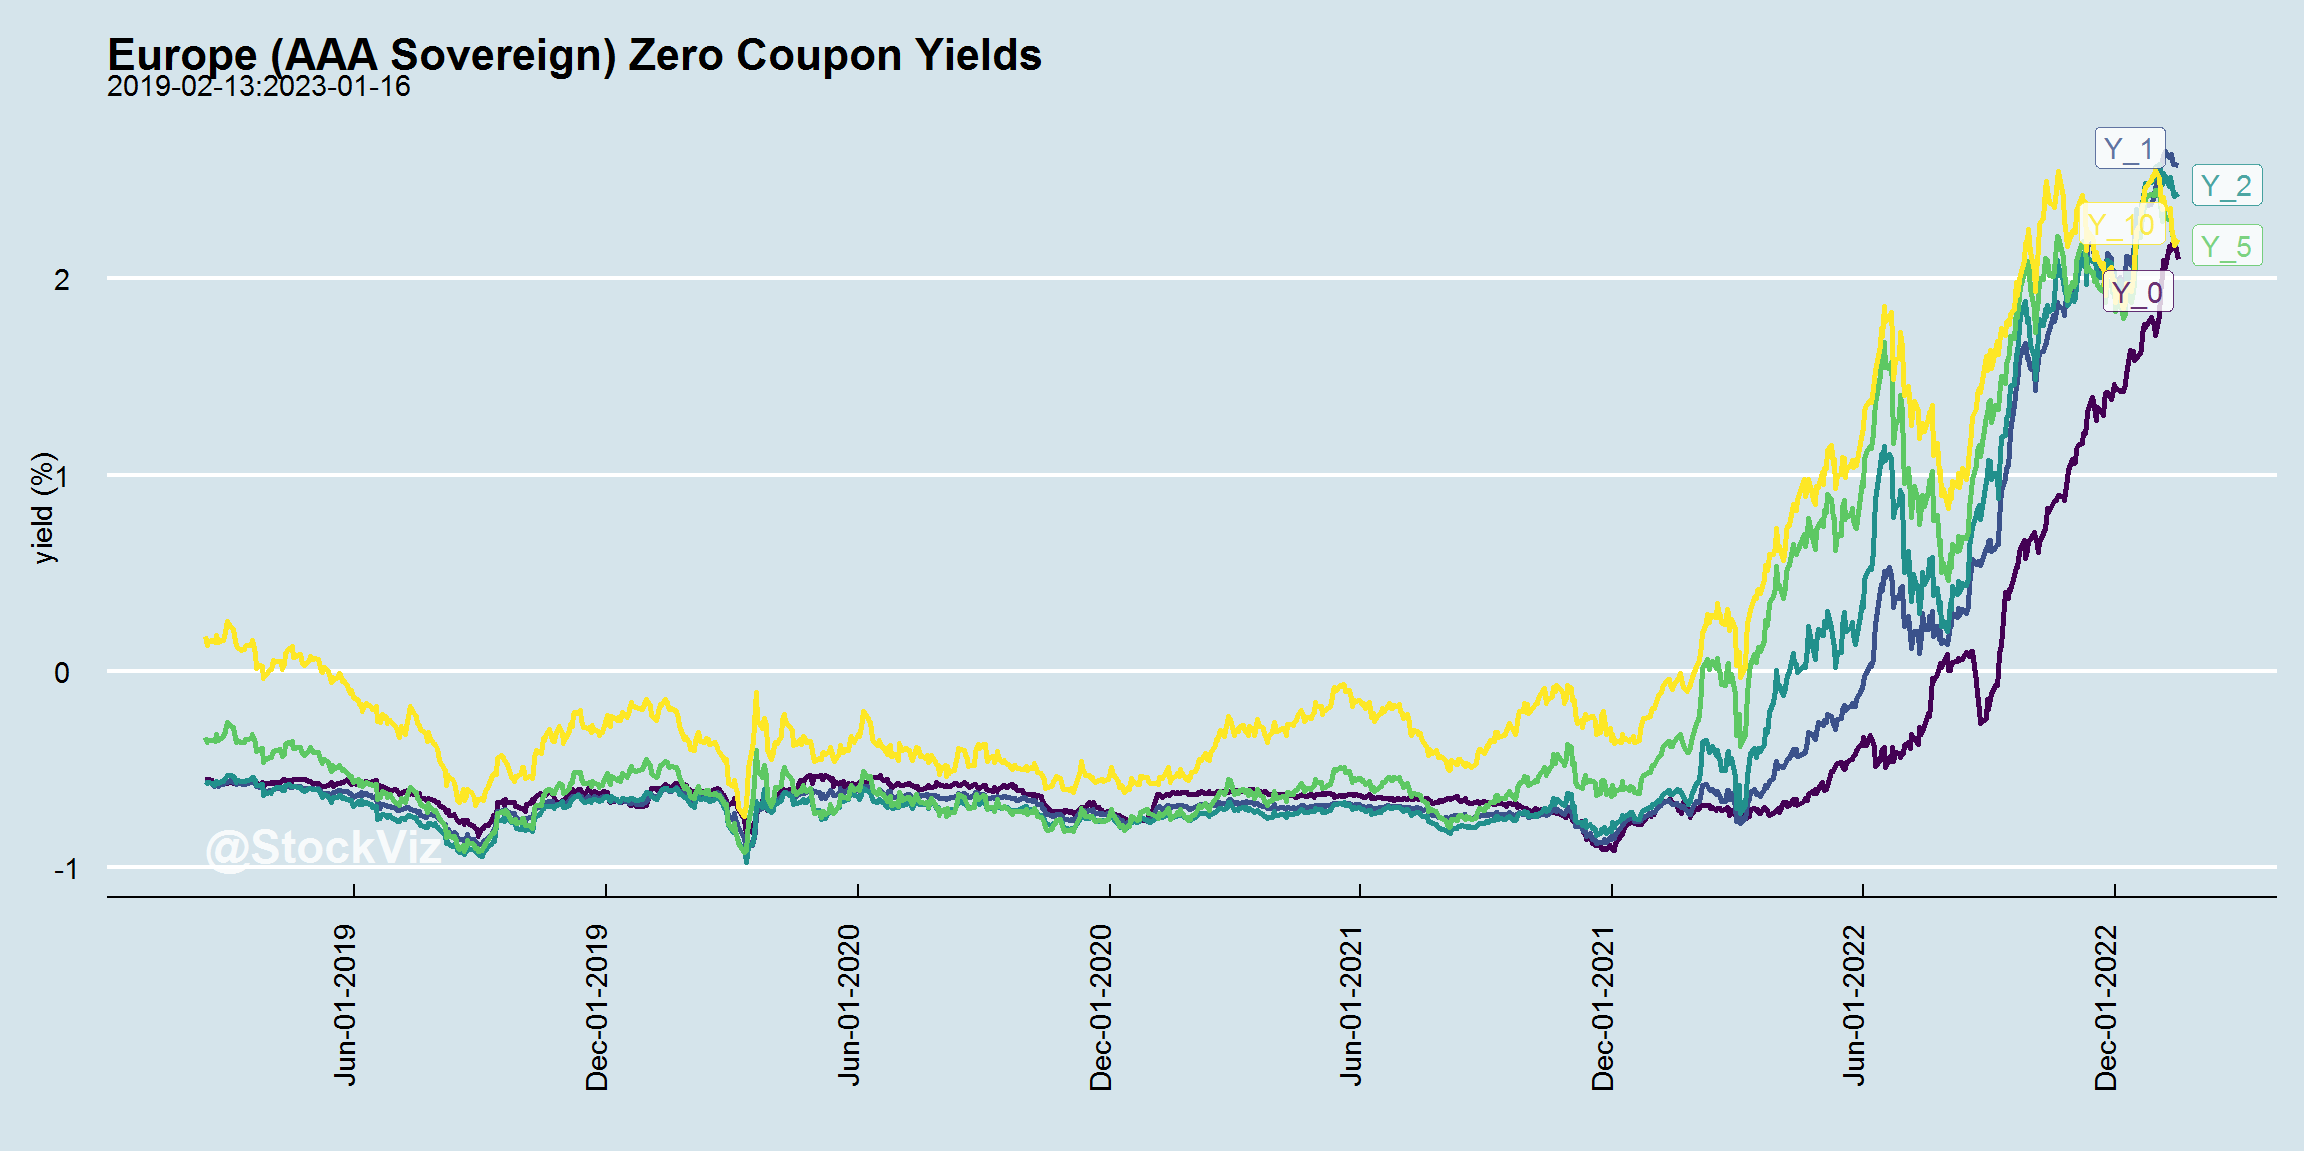 Europe (AAA Sovereign) Zero Coupon Yields
2019-02-13:2023-01-16
Y_1
Y_2
Y_10
Y_5
Y_0
2
1
0
-1
yield (%)
@StockViz
Jun-01-2019
Dec-01-2019
Jun-01-2020
Dec-01-2020
Jun-01-2021
Dec-01-2021
Jun-01-2022
Dec-01-2022